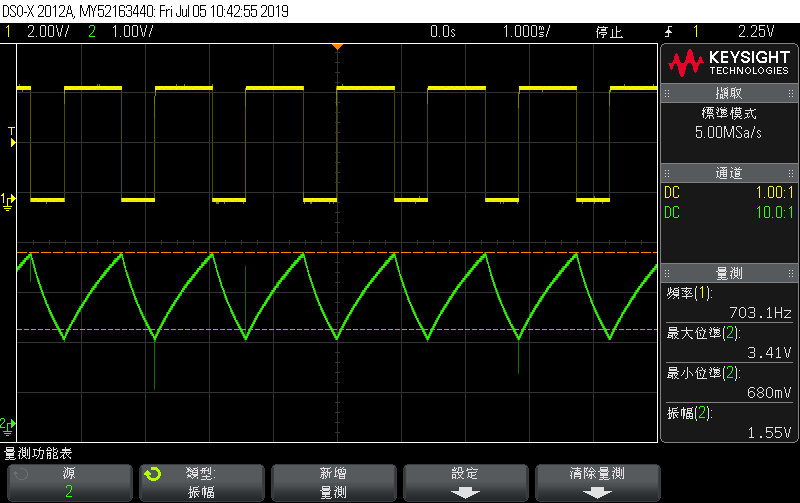 DSO-X 2012A, MY52163440: Fri Jul 05 10:42:55 2019
1 2.00V/ 2 1.00V/ 0.0s 1.000ms/ 停止 1 2.25V
KEYSIGHT
TECHNOLOGIES
擷取
標準模式
5.00MSa/s
通道
DC 1.00:1
DC 10.0:1
量測
頻率(1):
703.1Hz
最大位準(2):
3.41V
最小位準(2):
680mV
振幅(2):
1.55V
T
1
2
量測功能表
源
2
類型:
振幅
新增
量測
設定
清除量測